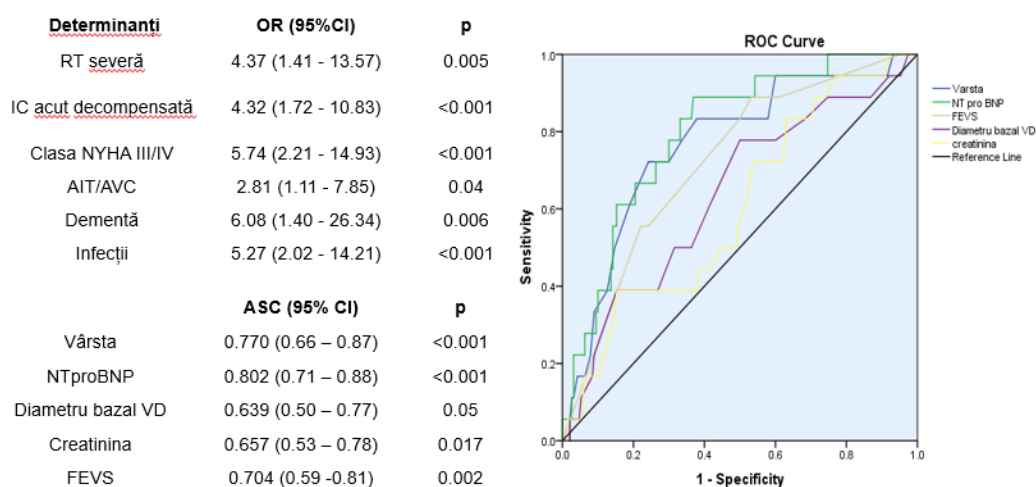 Determinanți OR (95%CI) p
RT severă 4.37 (1.41 - 13.57) 0.005
IC acut decompensată 4.32 (1.72 - 10.83) <0.001
Clasa NYHA III/IV 5.74 (2.21 - 14.93) <0.001
AIT/AVC 2.81 (1.11 - 7.85) 0.04
Demență 6.08 (1.40 - 26.34) 0.006
Infecții 5.27 (2.02 - 14.21) <0.001
ASC (95% CI) p
Vârsta 0.770 (0.66 – 0.87) <0.001
NTproBNP 0.802 (0.71 – 0.88) <0.001
Diametru bazal VD 0.639 (0.50 – 0.77) 0.05
Creatinina 0.657 (0.53 – 0.78) 0.017
FEVS 0.704 (0.59 -0.81) 0.002
ROC Curve
Sensitivity
1.0
0.8
0.6
0.4
0.2
0.0
0.0 0.2 0.4 0.6 0.8 1.0
1 - Specificity
Varsta
NT pro BNP
FEVS
Diametru bazal VD
creatinina
Reference Line